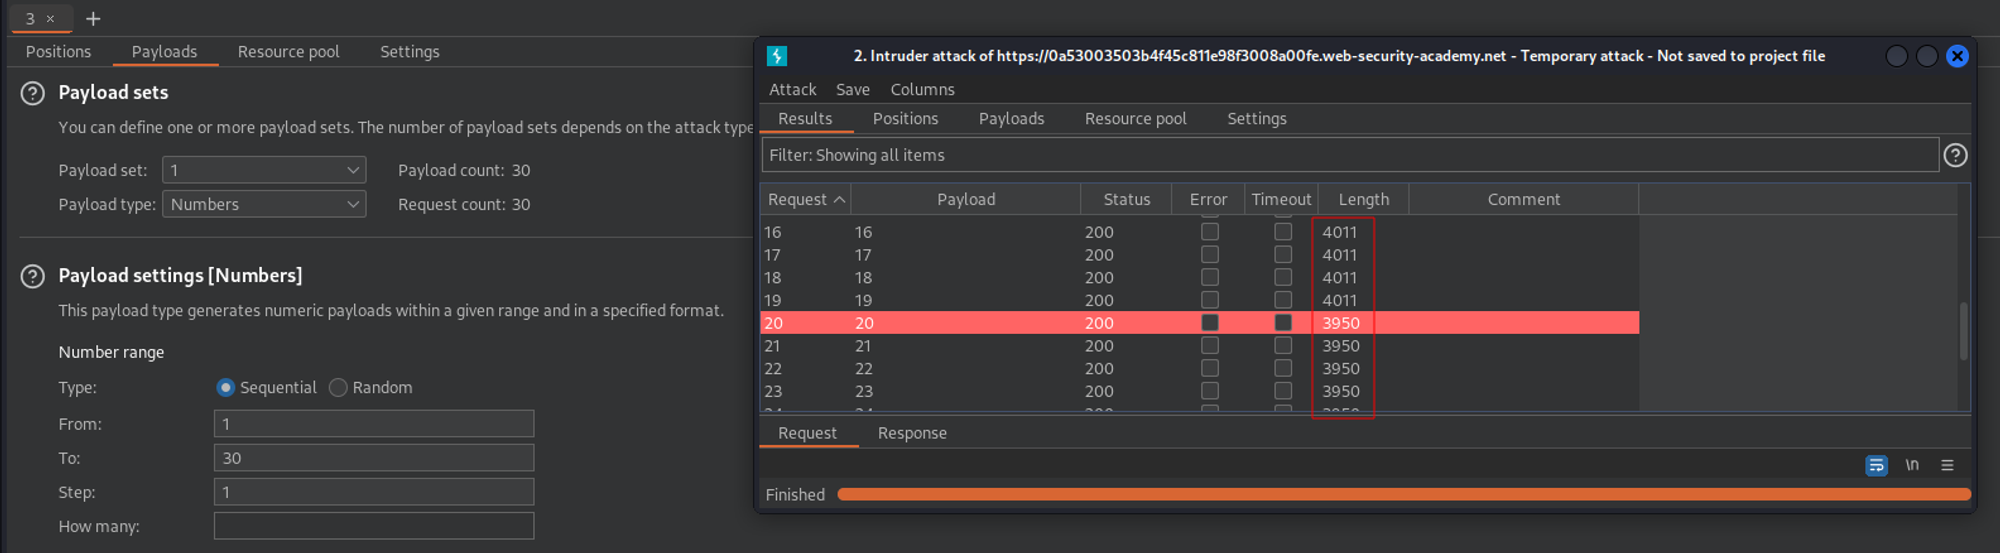 3 × +
Positions Payloads Resource pool Settings
? Payload sets
You can define one or more payload sets. The number of payload sets depends on the attack type
Payload set: 1 Payload count: 30
Payload type: Numbers Request count: 30
? Payload settings [Numbers]
This payload type generates numeric payloads within a given range and in a specified format.
Number range
Type: Sequential Random
From: 1
To: 30
Step: 1
How many:
2. Intruder attack of https://0a53003503b4f45c811e98f3008a00fe.web-security-academy.net - Temporary attack - Not saved to project file
Attack Save Columns
Results Positions Payloads Resource pool Settings
Filter: Showing all items ?
Request Payload Status Error Timeout Length Comment
16 16 200 4011
17 17 200 4011
18 18 200 4011
19 19 200 4011
20 20 200 3950
21 21 200 3950
22 22 200 3950
23 23 200 3950
24 24 200 3950
Request Response
\n
Finished